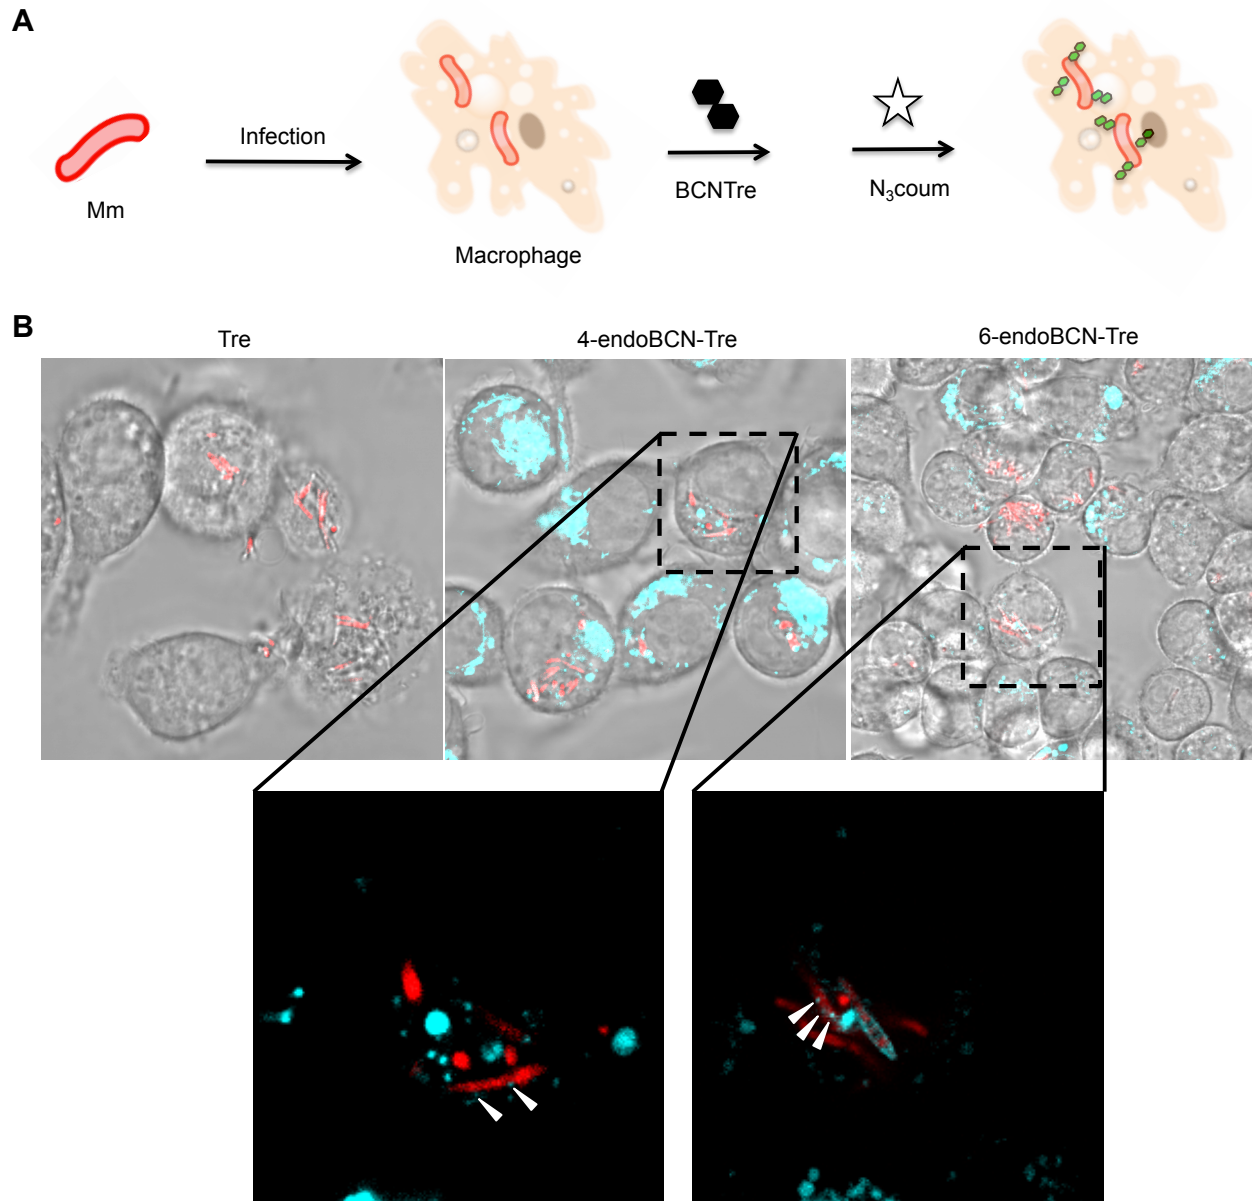 A
Infection
Mm
Macrophage
BCNTre
N₃coum
B
Tre
4-endoBCN-Tre
6-endoBCN-Tre